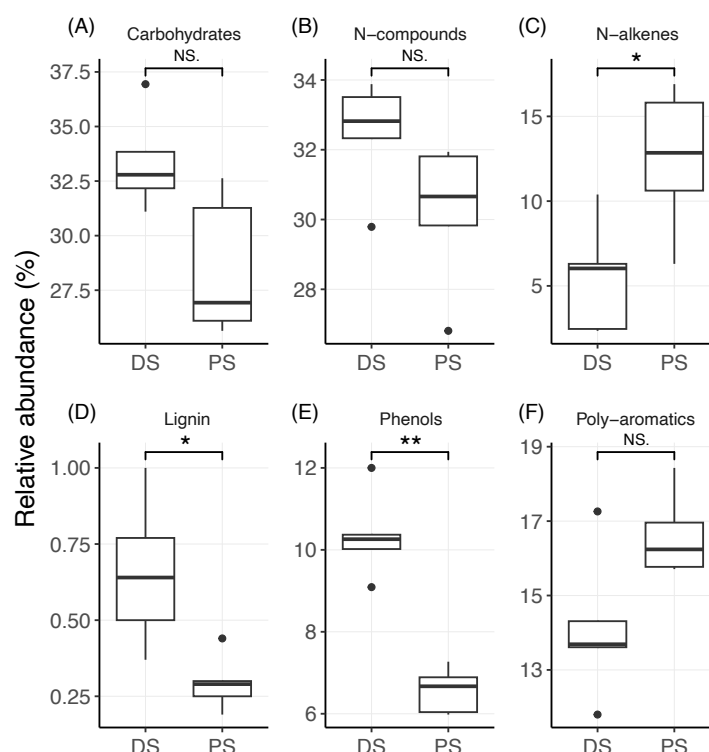 (A)
Carbohydrates
NS.
37.5
35.0
32.5
30.0
27.5
DS PS
(B)
N−compounds
NS.
34
32
30
28
DS PS
(C)
N−alkenes
*
15
10
5
DS PS
Relative abundance (%)
(D)
Lignin
*
1.00
0.75
0.50
0.25
DS PS
(E)
Phenols
**
12
10
8
6
DS PS
(F)
Poly−aromatics
NS.
19
17
15
13
DS PS